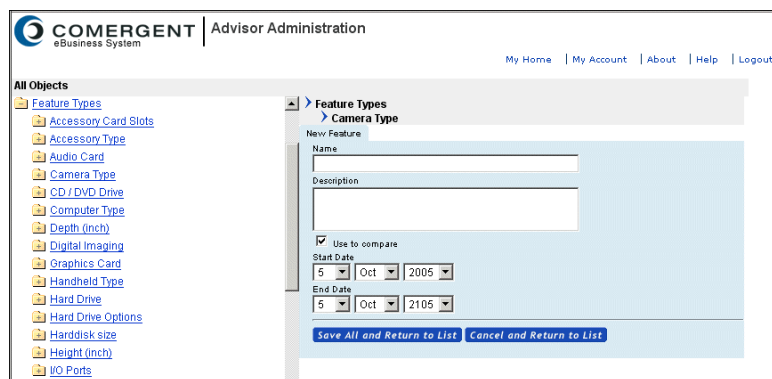 COMERGENT
eBusiness System
Advisor Administration
My Home | My Account | About | Help | Logout
All Objects
Feature Types
Accessory Card Slots
Accessory Type
Audio Card
Camera Type
CD / DVD Drive
Computer Type
Depth (inch)
Digital Imaging
Graphics Card
Handheld Type
Hard Drive
Hard Drive Options
Harddisk size
Height (inch)
I/O Ports
Feature Types
Camera Type
New Feature
Name
Description
Use to compare
Start Date
5 Oct 2005
End Date
5 Oct 2105
Save All and Return to List Cancel and Return to List